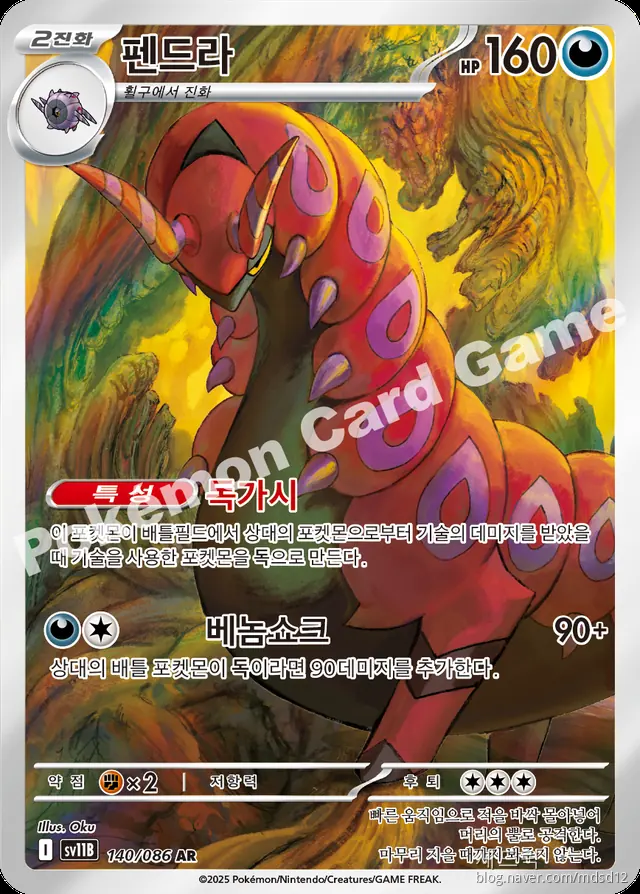 2진화
펜드라
HP 160
휠구에서 진화
Pokémon Card Game
특성 독가시
이 포켓몬이 배틀필드에서 상대의 포켓몬으로부터 기술의 데미지를 받았을
때 기술을 사용한 포켓몬을 독으로 만든다.
베놈쇼크 90+
상대의 배틀 포켓몬이 독이라면 90데미지를 추가한다.
약점 ×2 저항력 후퇴
빠른 움직임으로 적을 바싹 몰아넣어
머리의 뿔로 공격한다.
마무리 지을 때까지 봐주지 않는다.
Illus. Oku
I sv11B 140/086 AR
©2025 Pokémon/Nintendo/Creatures/GAME FREAK.
blog.naver.com/mdsd12